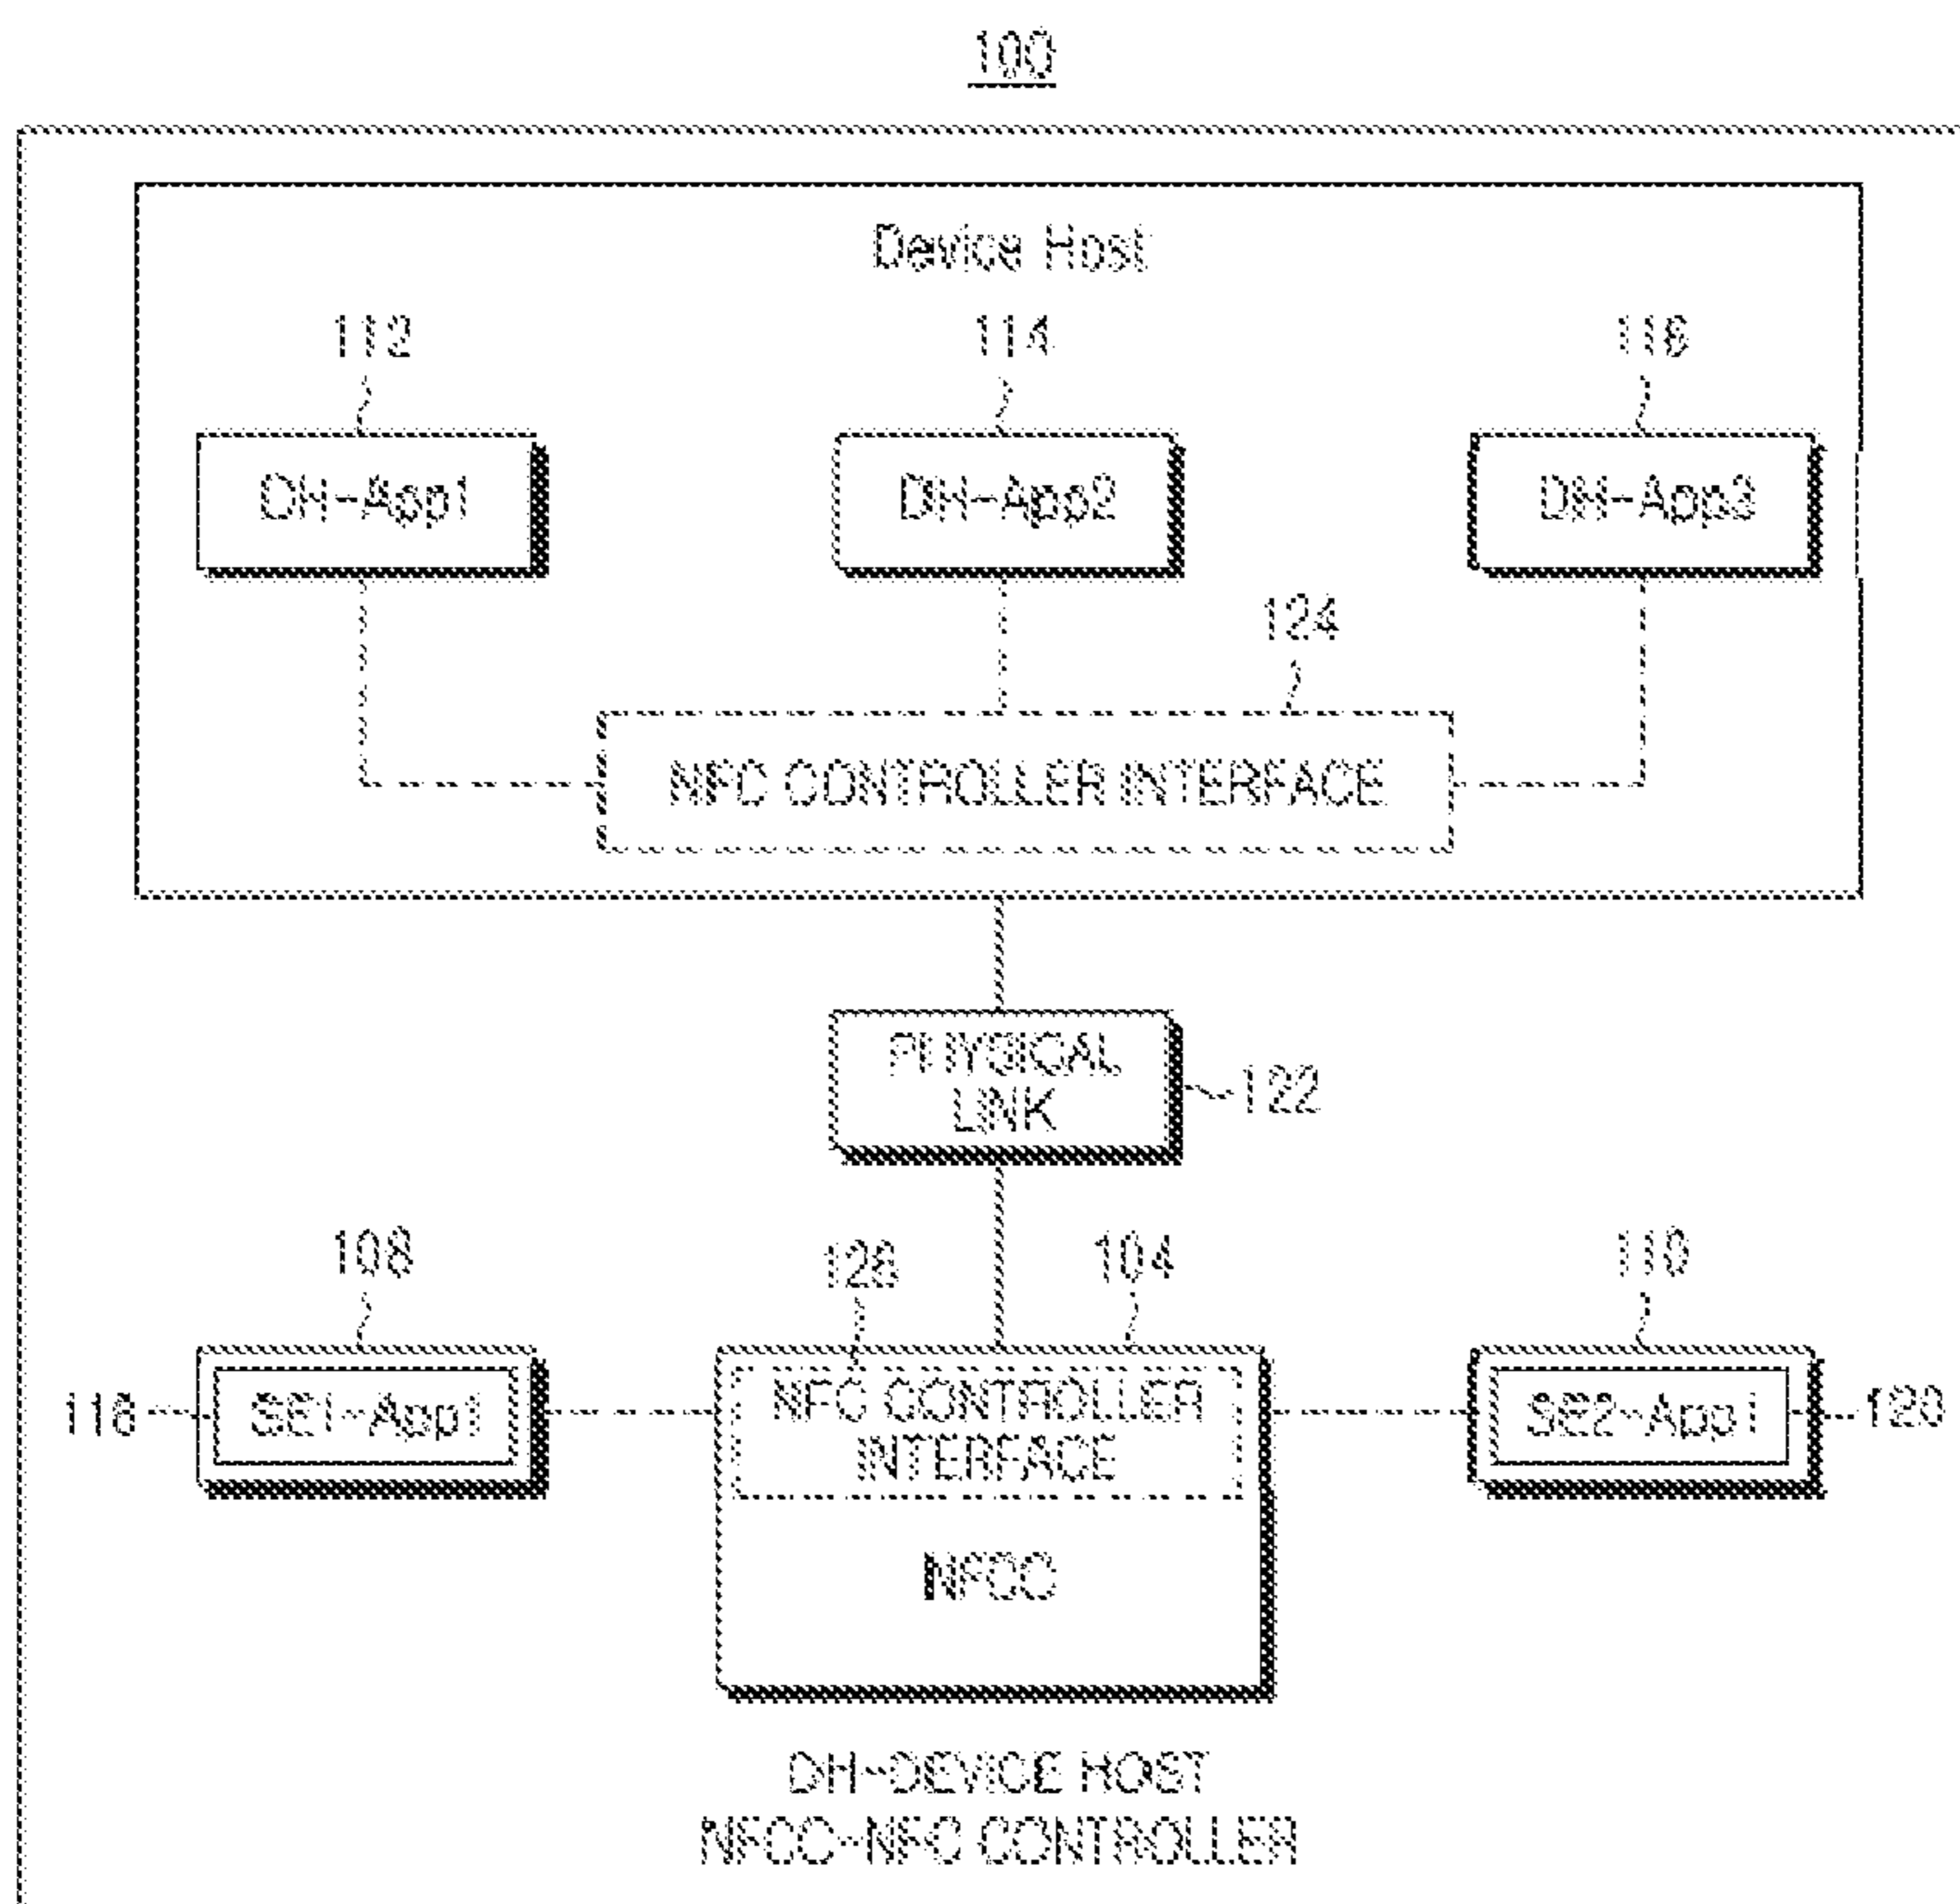 100
Device Host
112
114
116
DH-App1
DH-App2
DH-App3
124
NFC CONTROLLER INTERFACE
PHYSICAL
LINK
122
108
128
104
110
118
SE1-App1
NFC CONTROLLER
INTERFACE
SE2-App1
120
NFCC
DH-DEVICE HOST
NFCC-NFC CONTROLLER